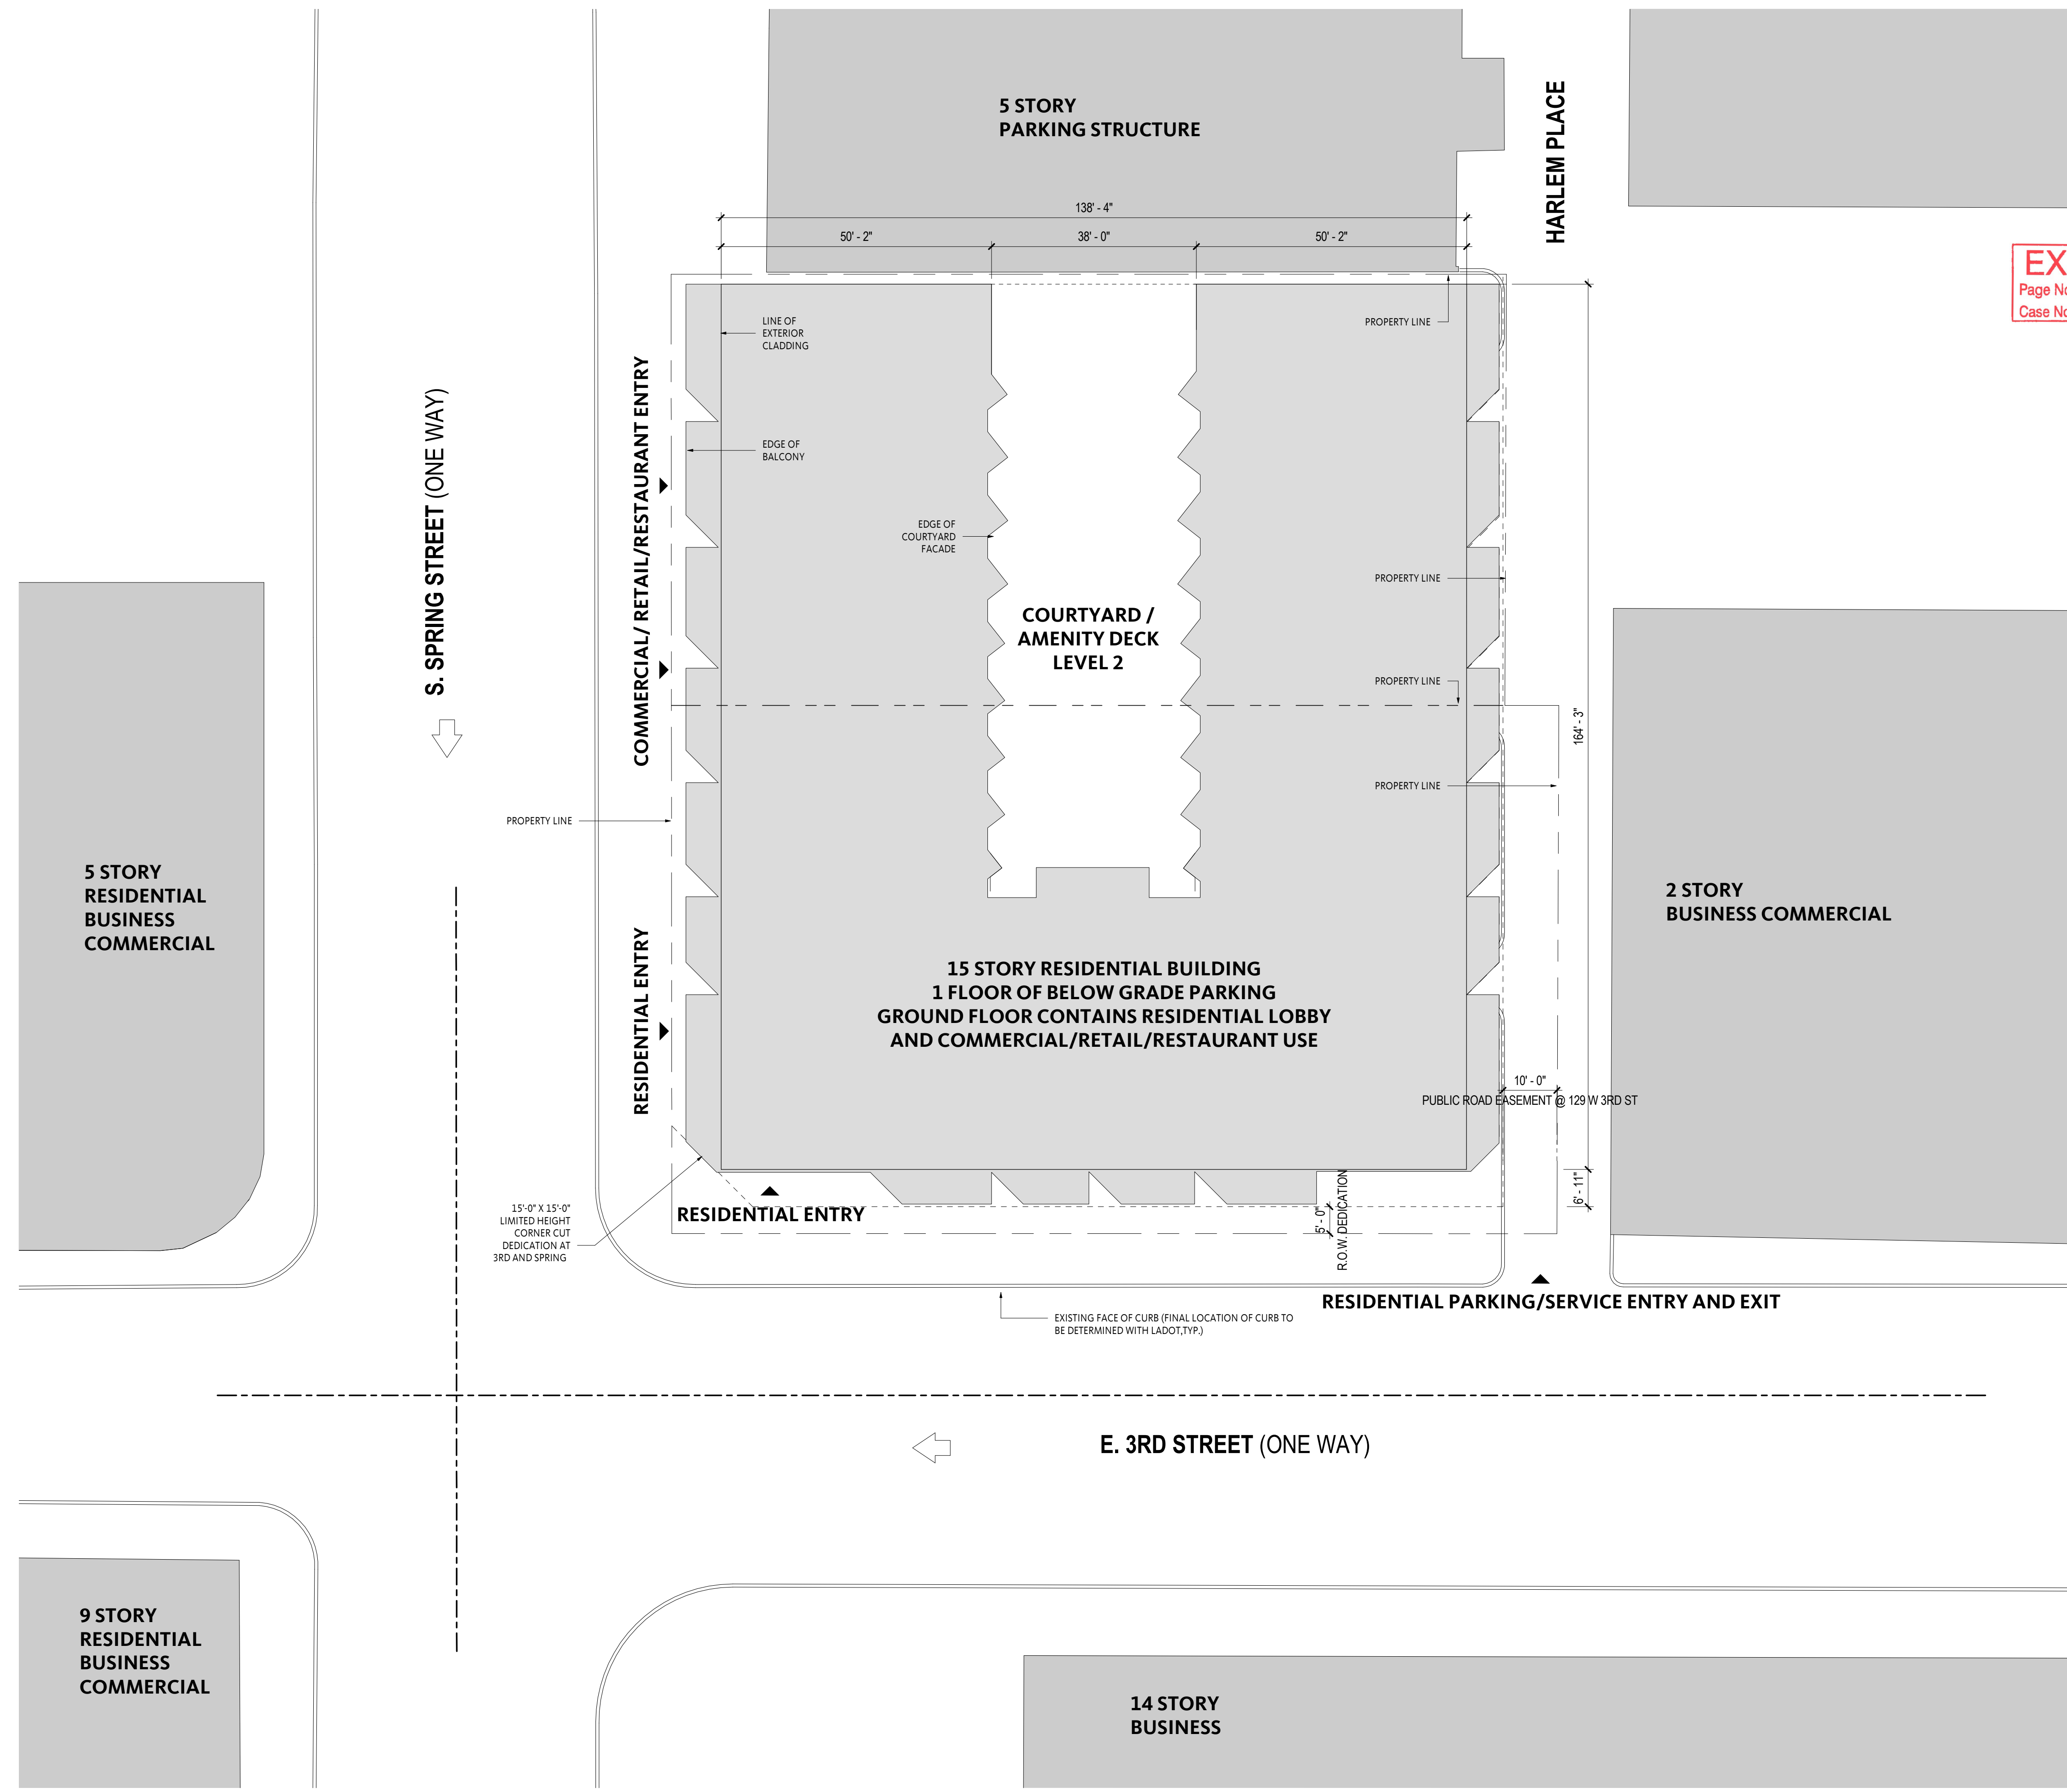 5 STORY
PARKING STRUCTURE
HARLEM PLACE
138' - 4"
50' - 2"
38' - 0"
50' - 2"
EX
Page No
Case No
LINE OF
EXTERIOR
CLADDING
PROPERTY LINE
S. SPRING STREET (ONE WAY)
COMMERCIAL/ RETAIL/RESTAURANT ENTRY
EDGE OF
BALCONY
EDGE OF
COURTYARD
FACADE
PROPERTY LINE
COURTYARD /
AMENITY DECK
LEVEL 2
PROPERTY LINE
164' - 3"
PROPERTY LINE
PROPERTY LINE
5 STORY
RESIDENTIAL
BUSINESS
COMMERCIAL
2 STORY
BUSINESS COMMERCIAL
RESIDENTIAL ENTRY
15 STORY RESIDENTIAL BUILDING
1 FLOOR OF BELOW GRADE PARKING
GROUND FLOOR CONTAINS RESIDENTIAL LOBBY
AND COMMERCIAL/RETAIL/RESTAURANT USE
10' - 0"
PUBLIC ROAD EASEMENT @ 129 W 3RD ST
6' - 11"
15'-0" X 15'-0"
LIMITED HEIGHT
CORNER CUT
DEDICATION AT
3RD AND SPRING
RESIDENTIAL ENTRY
5' - 0"
R.O.W. DEDICATION
RESIDENTIAL PARKING/SERVICE ENTRY AND EXIT
EXISTING FACE OF CURB (FINAL LOCATION OF CURB TO
BE DETERMINED WITH LADOT,TYP.)
E. 3RD STREET (ONE WAY)
9 STORY
RESIDENTIAL
BUSINESS
COMMERCIAL
14 STORY
BUSINESS